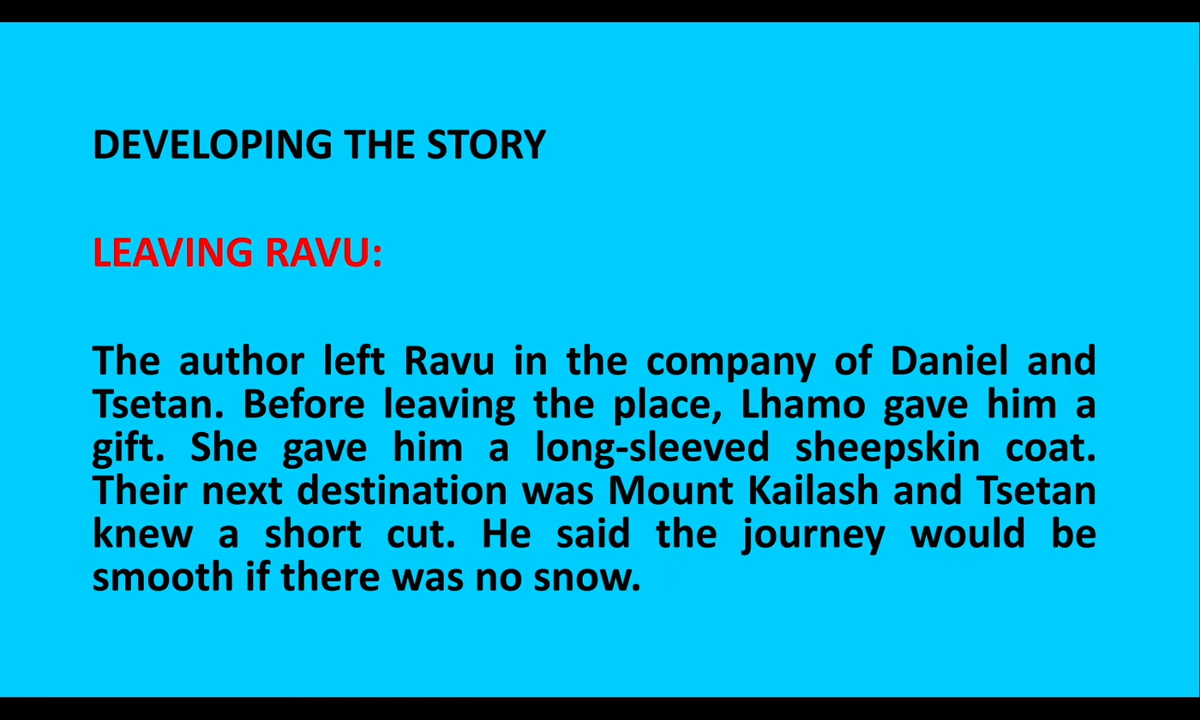 DEVELOPING THE STORY
LEAVING RAVU:
The author left Ravu in the company of Daniel and
Tsetan. Before leaving the place, Lhamo gave him a
gift. She gave him a long-sleeved sheepskin coat.
Their next destination was Mount Kailash and Tsetan
knew a short cut. He said the journey would be
smooth if there was no snow.